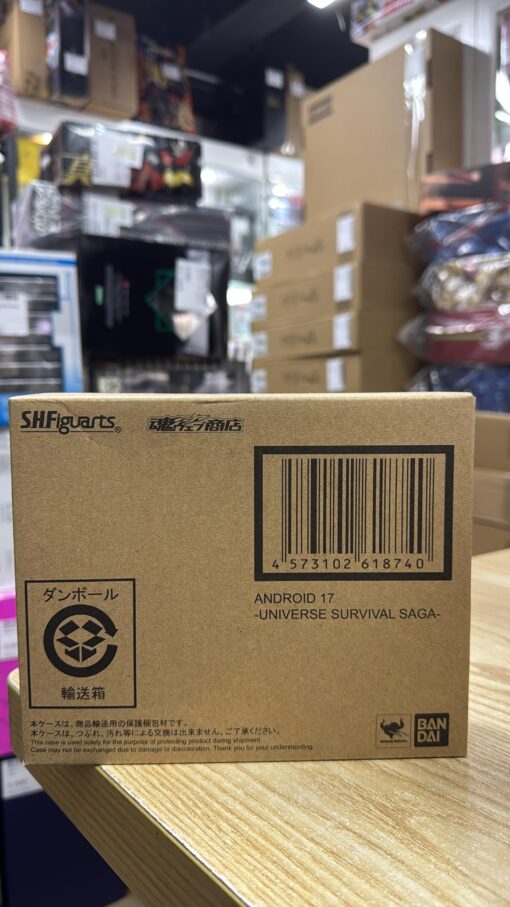 S.H.Figuarts®
魂ウェブ商店
4 573102 618740
ANDROID 17
-UNIVERSE SURVIVAL SAGA-
ダンボール
輸送箱
本ケースは、商品輸送用の保護梱包材です。
本ケースは、つぶれ、汚れ等による交換は出来ません。ご了承ください。
This case is used solely for the purpose of protecting product during shipment.
Case may not be exchanged due to damage or discoloration. Thank you for your understanding.
BAN
DAI